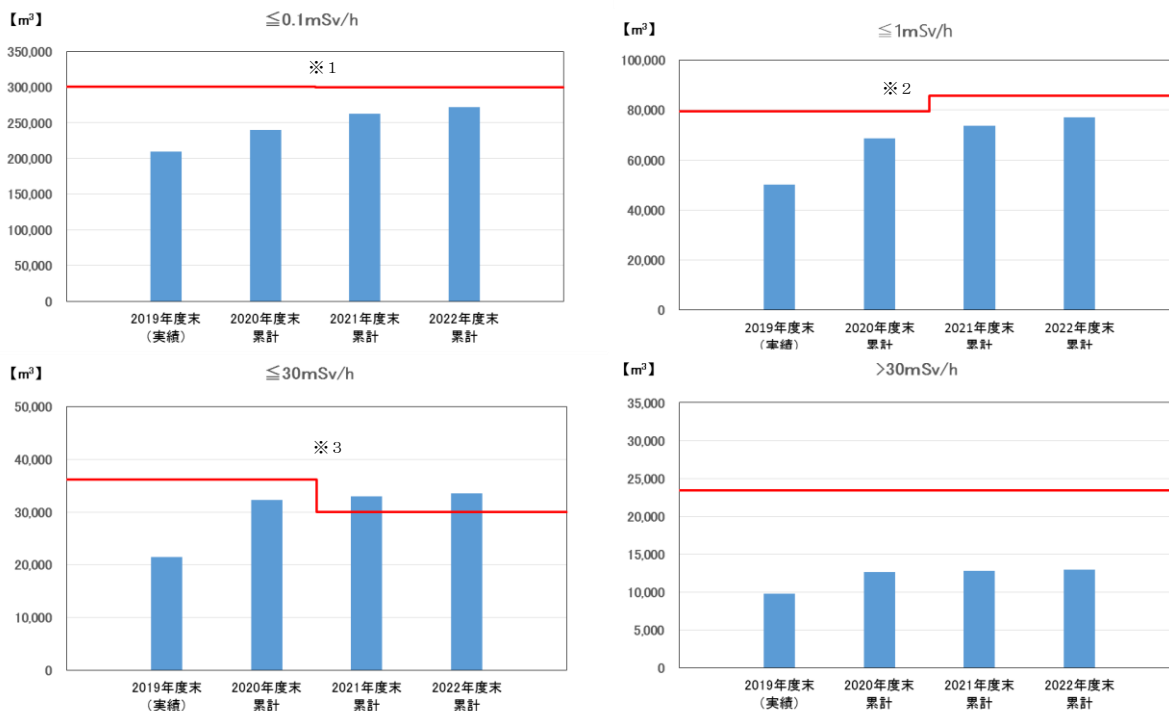 【m³】
≦0.1mSv/h
350,000
300,000
250,000
200,000
150,000
100,000
50,000
0
※1
2019年度末
(実績)
2020年度末
累計
2021年度末
累計
2022年度末
累計
【m³】
≦1mSv/h
100,000
80,000
60,000
40,000
20,000
0
※2
2019年度末
(実績)
2020年度末
累計
2021年度末
累計
2022年度末
累計
【m³】
≦30mSv/h
50,000
40,000
30,000
20,000
10,000
0
※3
2019年度末
(実績)
2020年度末
累計
2021年度末
累計
2022年度末
累計
【m³】
>30mSv/h
35,000
30,000
25,000
20,000
15,000
10,000
5,000
0
2019年度末
(実績)
2020年度末
累計
2021年度末
累計
2022年度末
累計